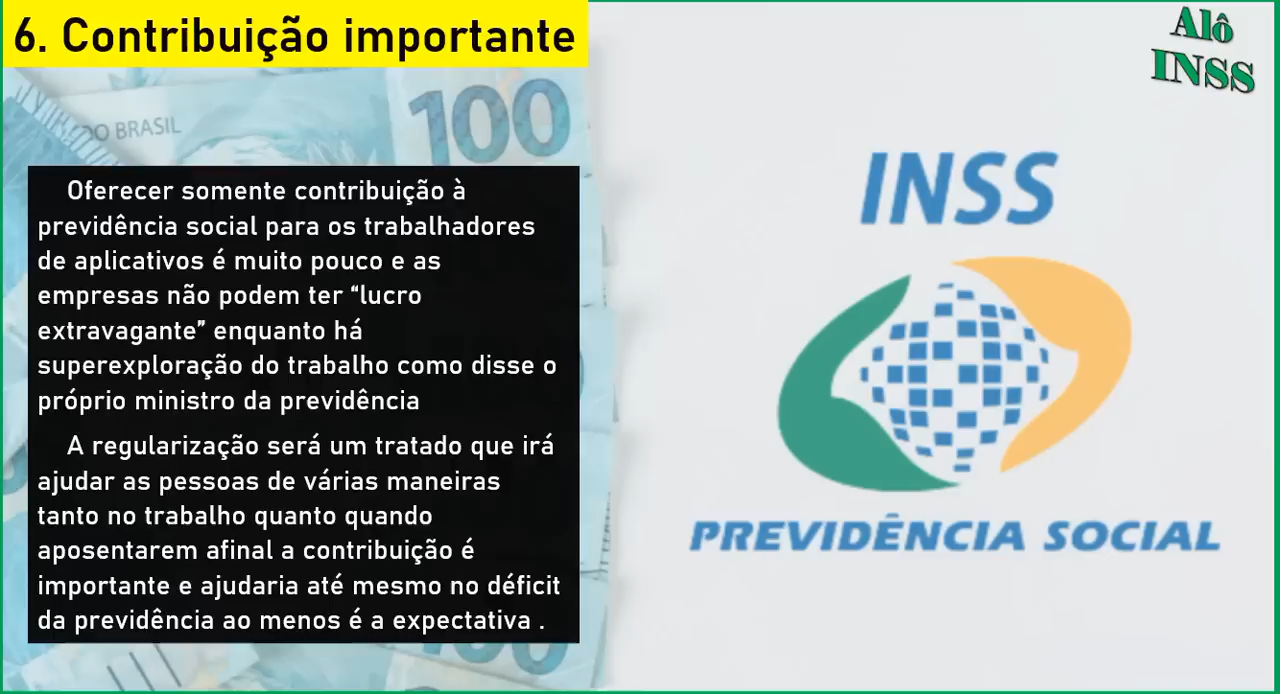 6. Contribuição importante
Alô
INSS
DO BRASIL
100
Oferecer somente contribuição à
previdência social para os trabalhadores
de aplicativos é muito pouco e as
empresas não podem ter “lucro
extravagante” enquanto há
superexploração do trabalho como disse o
próprio ministro da previdência
A regularização será um tratado que irá
ajudar as pessoas de várias maneiras
tanto no trabalho quanto quando
aposentarem afinal a contribuição é
importante e ajudaria até mesmo no déficit
da previdência ao menos é a expectativa .
100
INSS
PREVIDÊNCIA SOCIAL